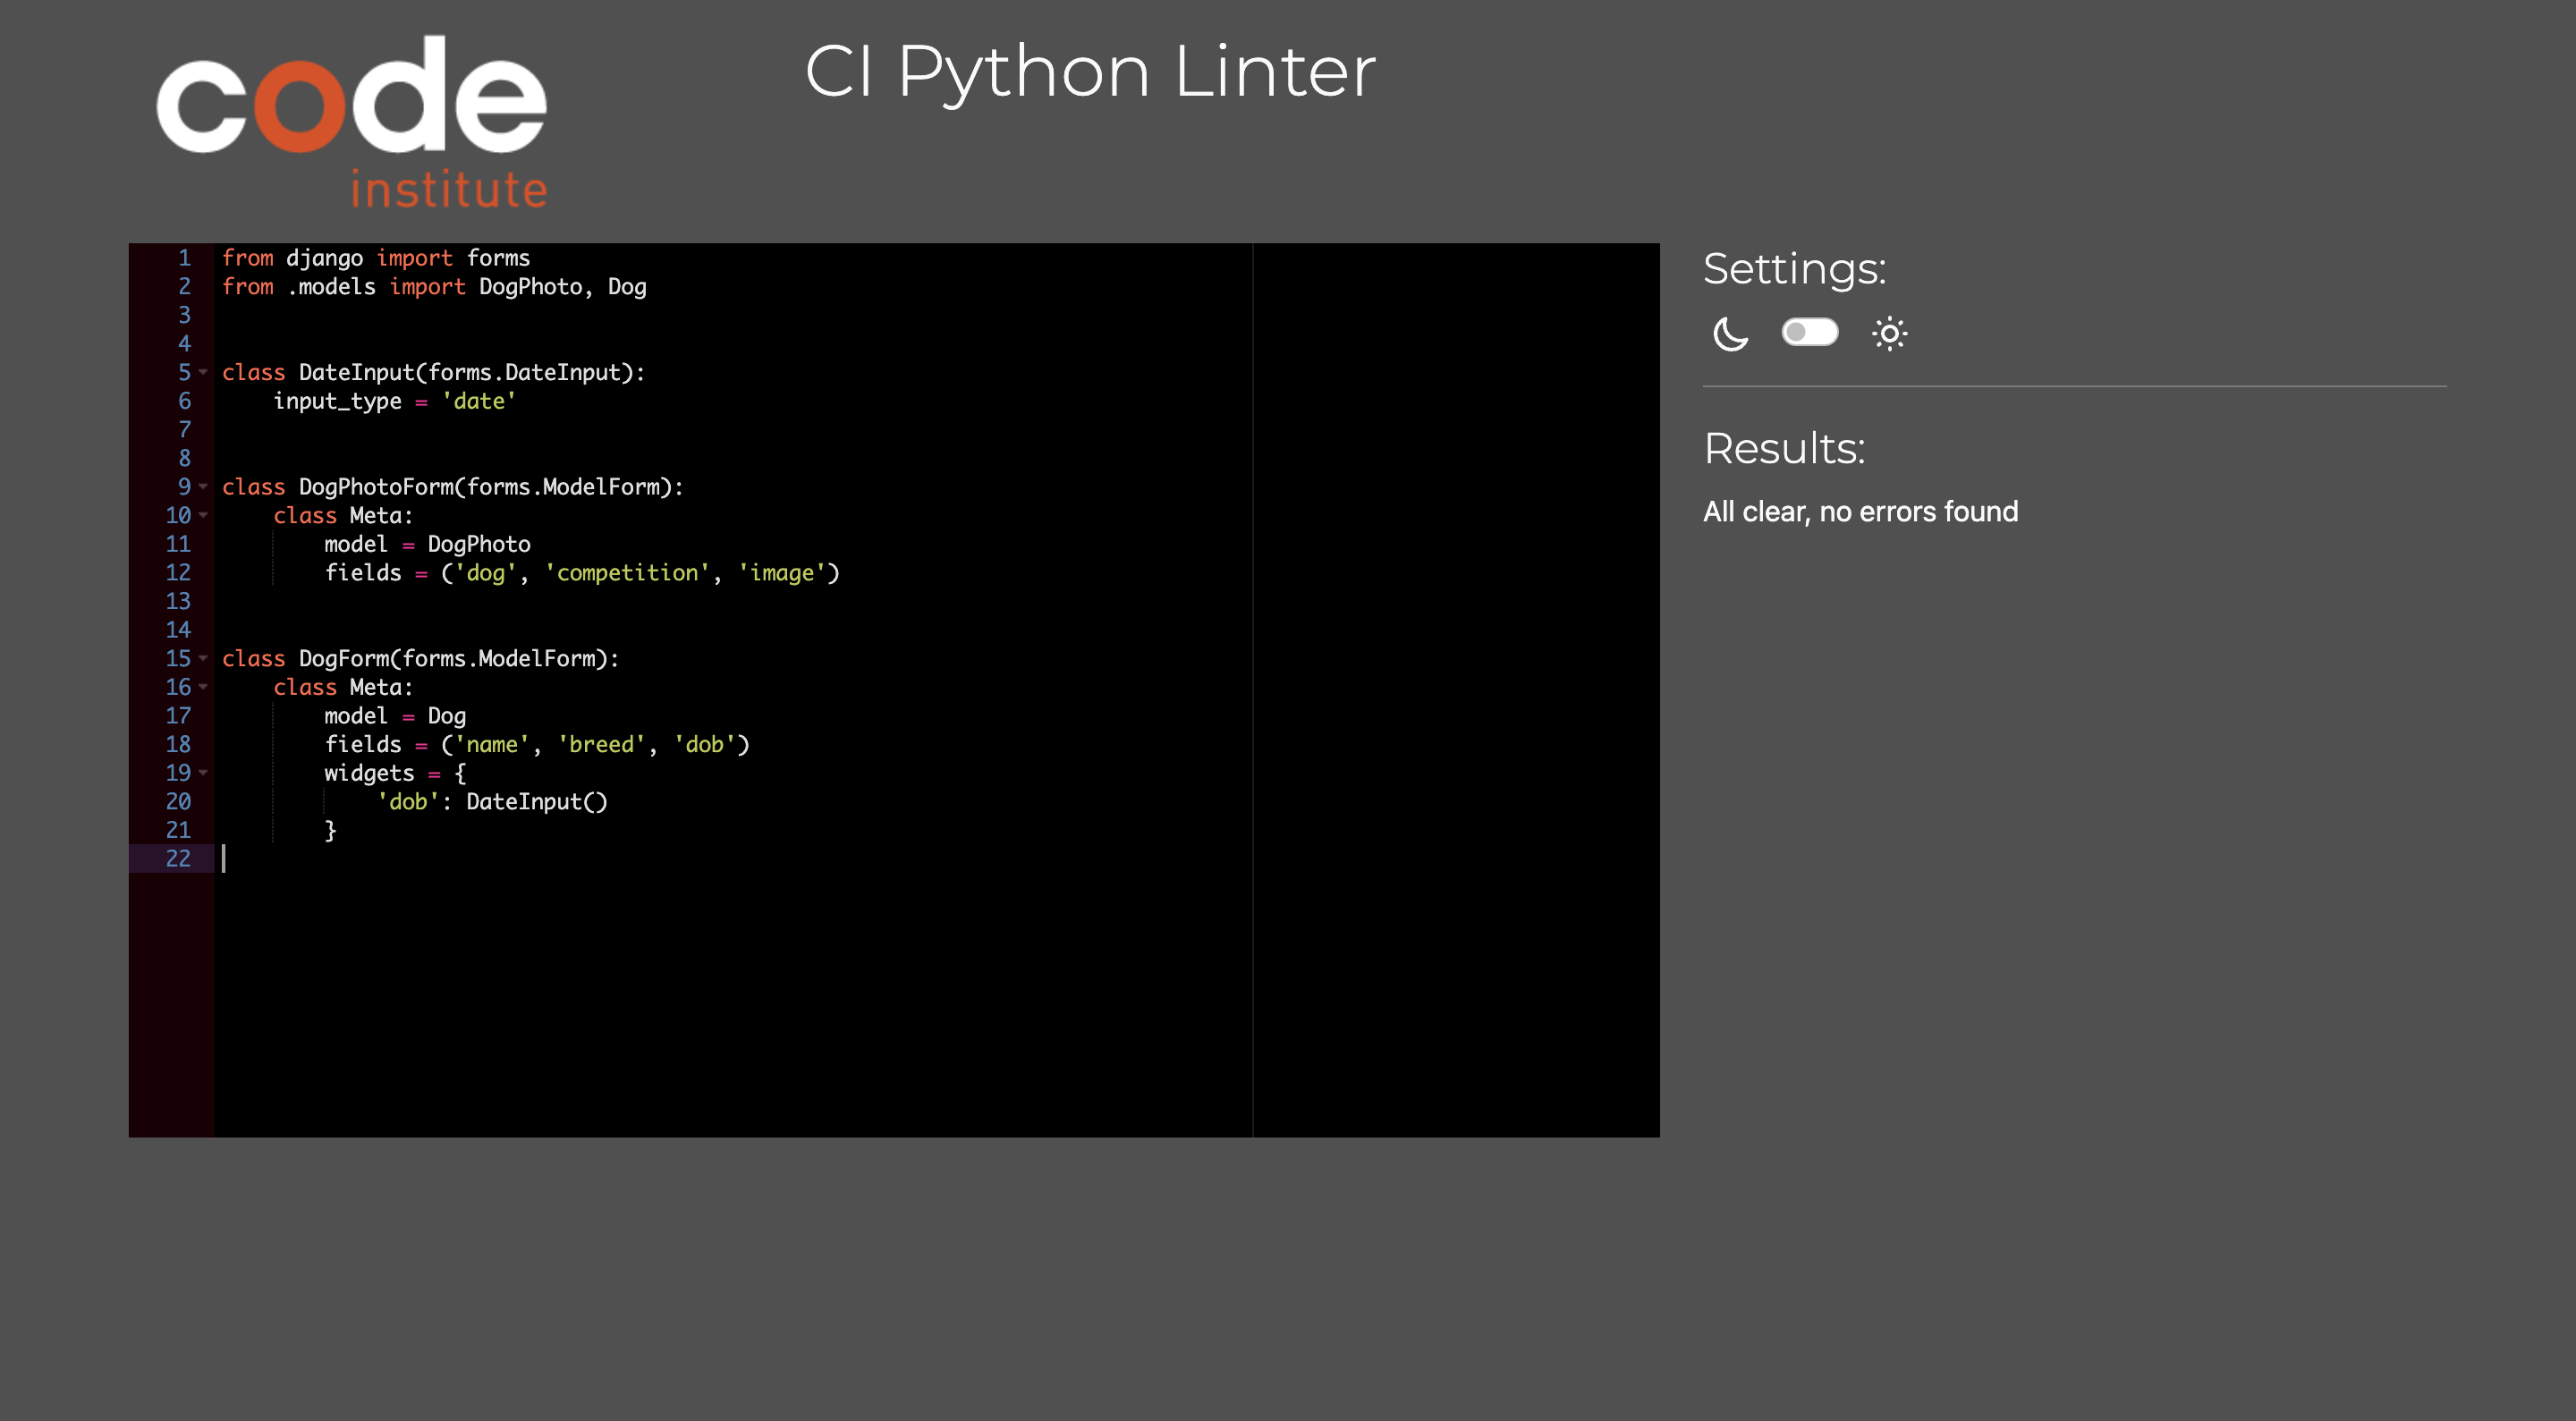 code
institute
CI Python Linter
1 from django import forms
2 from .models import DogPhoto, Dog
3
4
5 class DateInput(forms.DateInput):
6     input_type = 'date'
7
8
9 class DogPhotoForm(forms.ModelForm):
10     class Meta:
11         model = DogPhoto
12         fields = ('dog', 'competition', 'image')
13
14
15 class DogForm(forms.ModelForm):
16     class Meta:
17         model = Dog
18         fields = ('name', 'breed', 'dob')
19         widgets = {
20             'dob': DateInput()
21         }
22
Settings:
Results:
All clear, no errors found